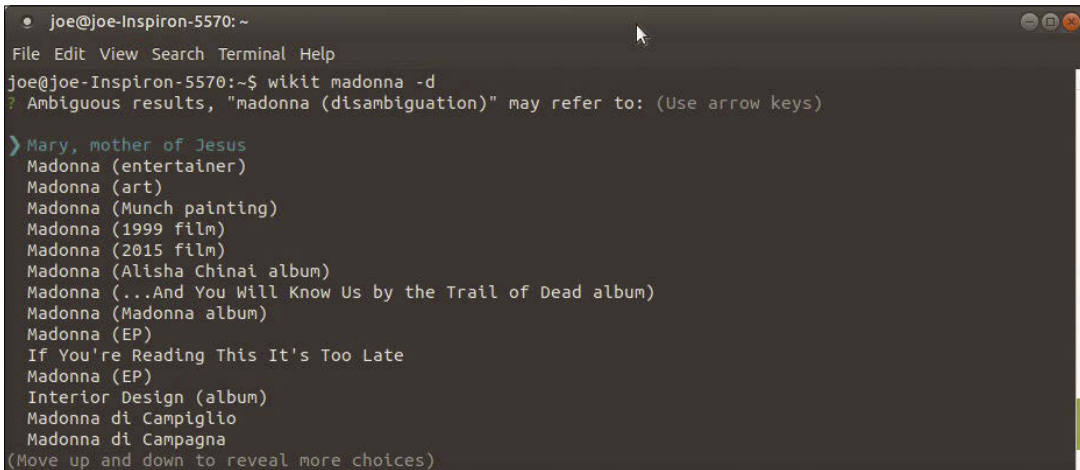 joe@joe-Inspiron-5570: ~
File Edit View Search Terminal Help
joe@joe-Inspiron-5570:~$ wikit madonna -d
? Ambiguous results, "madonna (disambiguation)" may refer to: (Use arrow keys)
❯ Mary, mother of Jesus
Madonna (entertainer)
Madonna (art)
Madonna (Munch painting)
Madonna (1999 film)
Madonna (2015 film)
Madonna (Alisha Chinai album)
Madonna (...And You Will Know Us by the Trail of Dead album)
Madonna (Madonna album)
Madonna (EP)
If You're Reading This It's Too Late
Madonna (EP)
Interior Design (album)
Madonna di Campiglio
Madonna di Campagna
(Move up and down to reveal more choices)